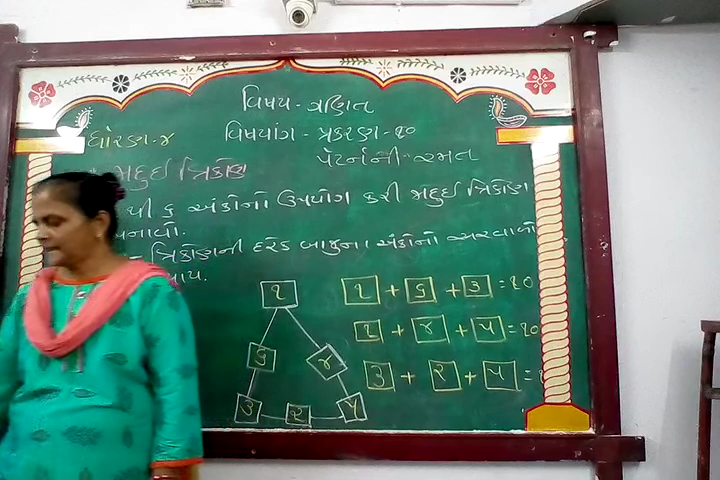 વિષય - ગણિત
ધોરણ - ૪
વિષયાંગ - પ્રકરણ - ૧૦
પેટર્નની રમત
જાદુઈ ત્રિકોણ
થી ૬ અંકોનો ઉપયોગ કરી જાદુઈ ત્રિકોણ
બનાવો.
- ત્રિકોણની દરેક બાજુના અંકોનો સરવાળો
થાય.
૧
૬ ૪
૩ ૨ ૫
૧ + ૬ + ૩ = ૧૦
૧ + ૪ + ૫ = ૧૦
૩ + ૨ + ૫ =